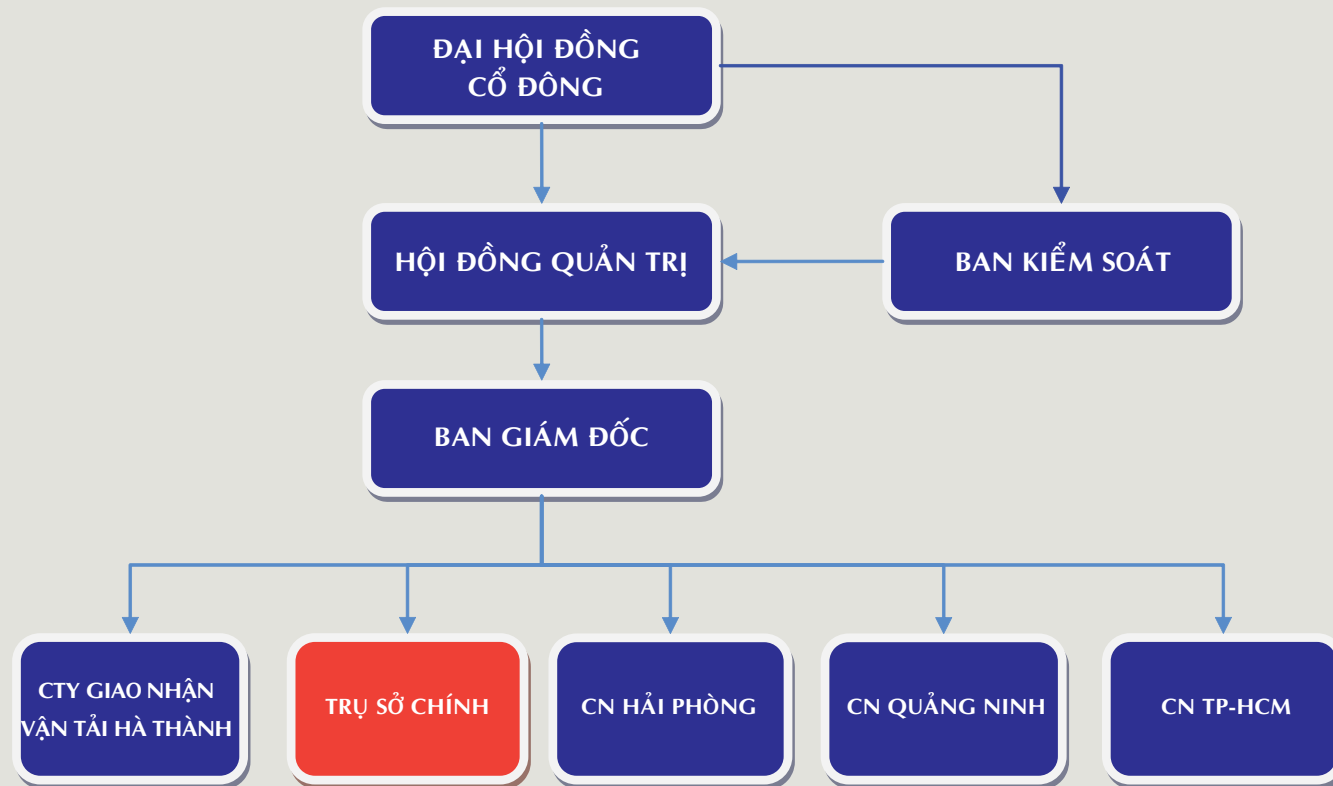 ĐẠI HỘI ĐỒNG
CỔ ĐÔNG
HỘI ĐỒNG QUẢN TRỊ
BAN KIỂM SOÁT
BAN GIÁM ĐỐC
CTY GIAO NHẬN
VẬN TẢI HÀ THÀNH
TRỤ SỞ CHÍNH
CN HẢI PHÒNG
CN QUẢNG NINH
CN TP-HCM